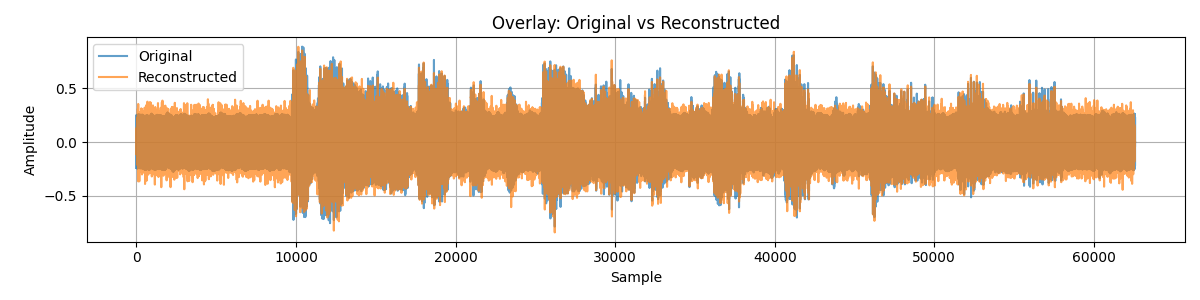 Overlay: Original vs Reconstructed
Original
Reconstructed
Amplitude
0.5
0.0
−0.5
0 10000 20000 30000 40000 50000 60000
Sample